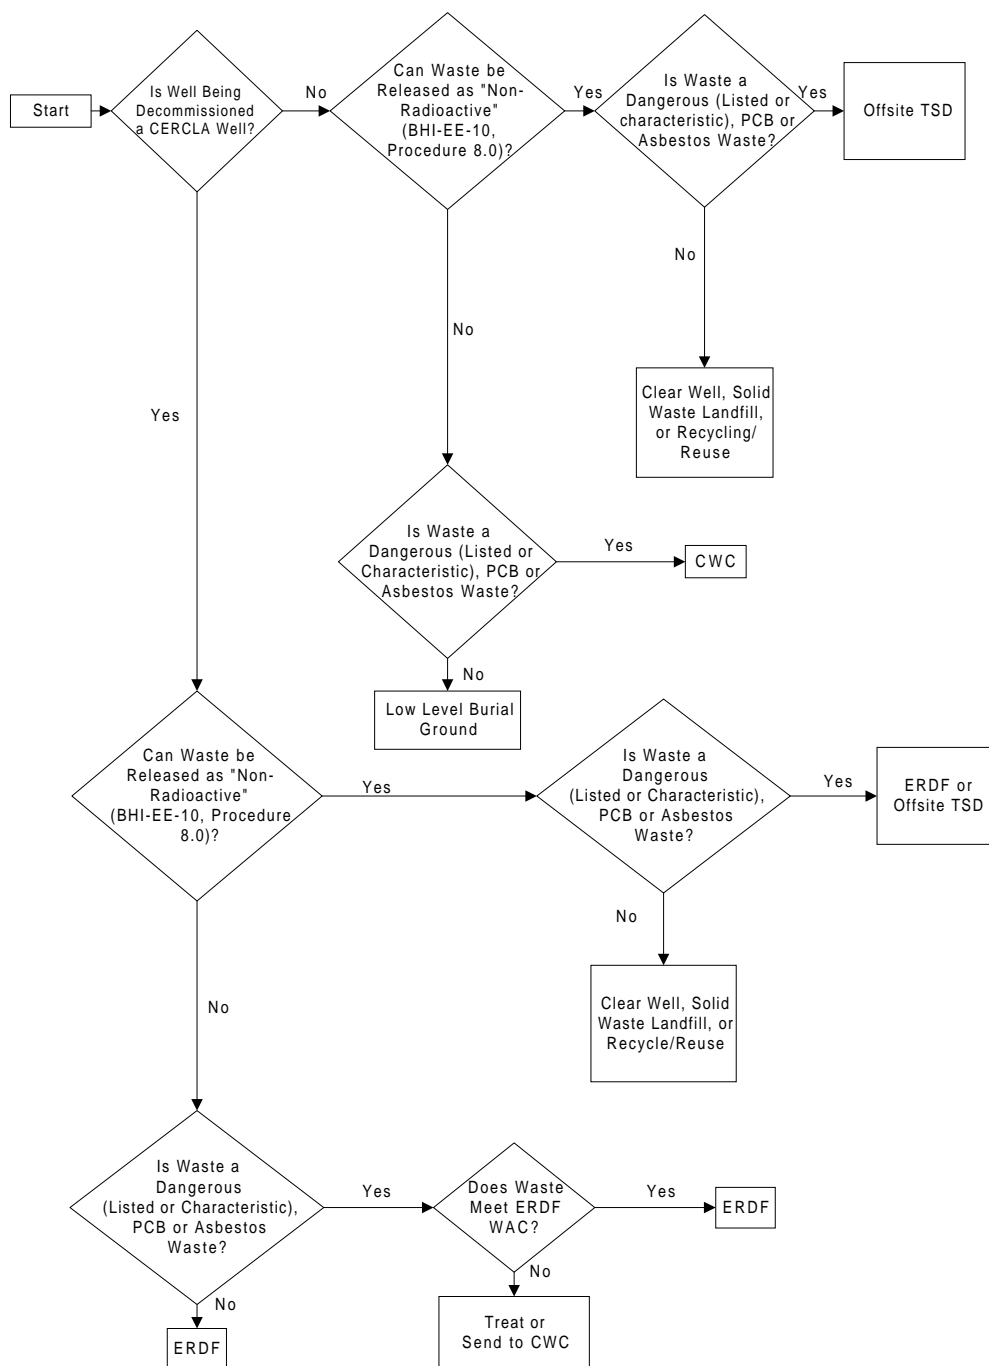 Start
Is Well Being
Decommissioned
a CERCLA Well?
No
Can Waste be
Released as "Non-
Radioactive"
(BHI-EE-10,
Procedure 8.0)?
Yes
Is Waste a
Dangerous (Listed or
characteristic), PCB or
Asbestos Waste?
Yes
Offsite TSD
No
Clear Well, Solid
Waste Landfill,
or Recycling/
Reuse
No
Yes
Is Waste a
Dangerous (Listed or
Characteristic), PCB or
Asbestos Waste?
Yes
CWC
No
Low Level Burial
Ground
Can Waste be
Released as "Non-
Radioactive"
(BHI-EE-10, Procedure
8.0)?
Yes
Is Waste a
Dangerous
(Listed or Characteristic),
PCB or Asbestos
Waste?
Yes
ERDF or
Offsite TSD
No
Clear Well, Solid
Waste Landfill, or
Recycle/Reuse
No
Is Waste a
Dangerous
(Listed or Characteristic),
PCB or Asbestos
Waste?
Yes
Does Waste
Meet ERDF
WAC?
Yes
ERDF
No
Treat or
Send to CWC
No
ERDF